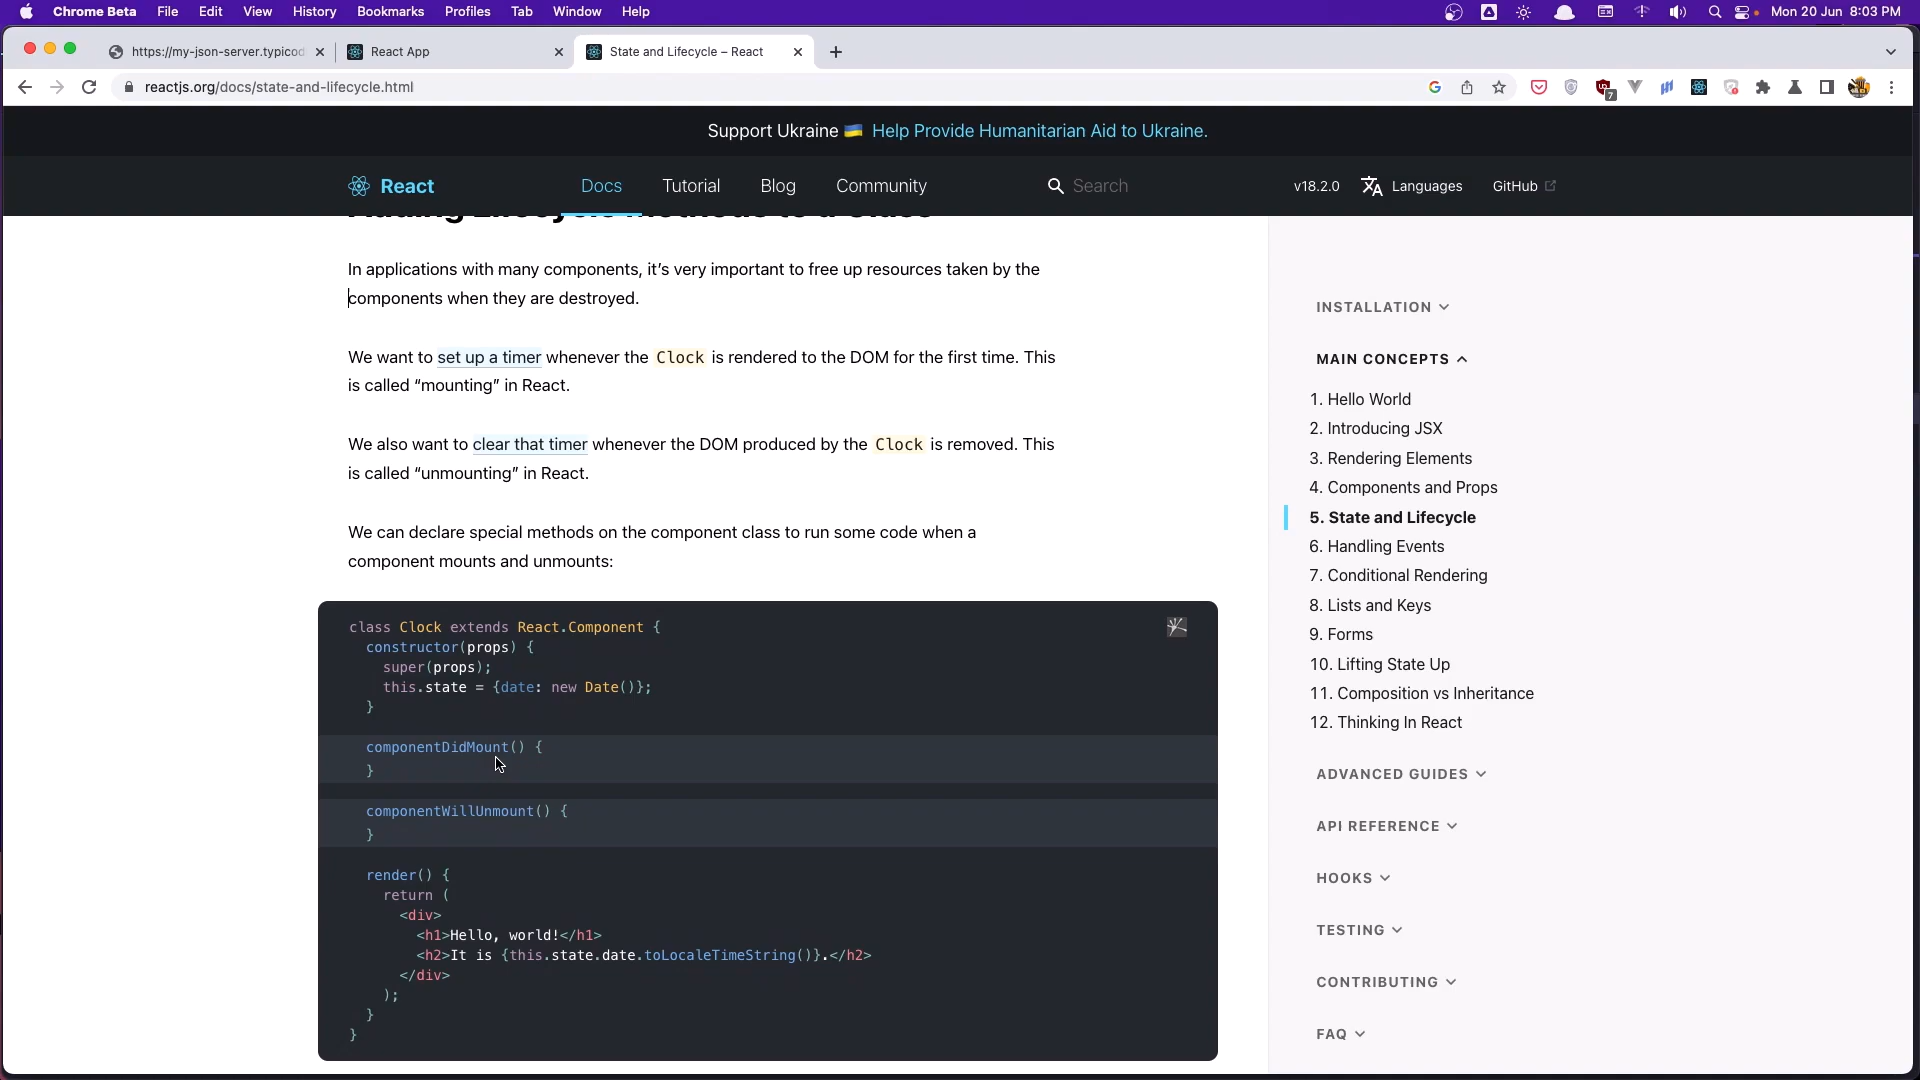 Chrome Beta File Edit View History Bookmarks Profiles Tab Window Help Mon 20 Jun 8:03 PM
https://my-json-server.typicod React App State and Lifecycle – React
reactjs.org/docs/state-and-lifecycle.html 7
Support Ukraine 🇺🇦 Help Provide Humanitarian Aid to Ukraine.
React Docs Tutorial Blog Community Search v18.2.0 Languages GitHub
Adding Lifecycle Methods to a Class
In applications with many components, it’s very important to free up resources taken by the
components when they are destroyed.
We want to set up a timer whenever the Clock is rendered to the DOM for the first time. This
is called “mounting” in React.
We also want to clear that timer whenever the DOM produced by the Clock is removed. This
is called “unmounting” in React.
We can declare special methods on the component class to run some code when a
component mounts and unmounts:
class Clock extends React.Component {
constructor(props) {
super(props);
this.state = {date: new Date()};
}
componentDidMount() {
}
componentWillUnmount() {
}
render() {
return (
<div>
<h1>Hello, world!</h1>
<h2>It is {this.state.date.toLocaleTimeString()}.</h2>
</div>
);
}
}
INSTALLATION
MAIN CONCEPTS
1. Hello World
2. Introducing JSX
3. Rendering Elements
4. Components and Props
5. State and Lifecycle
6. Handling Events
7. Conditional Rendering
8. Lists and Keys
9. Forms
10. Lifting State Up
11. Composition vs Inheritance
12. Thinking In React
ADVANCED GUIDES
API REFERENCE
HOOKS
TESTING
CONTRIBUTING
FAQ